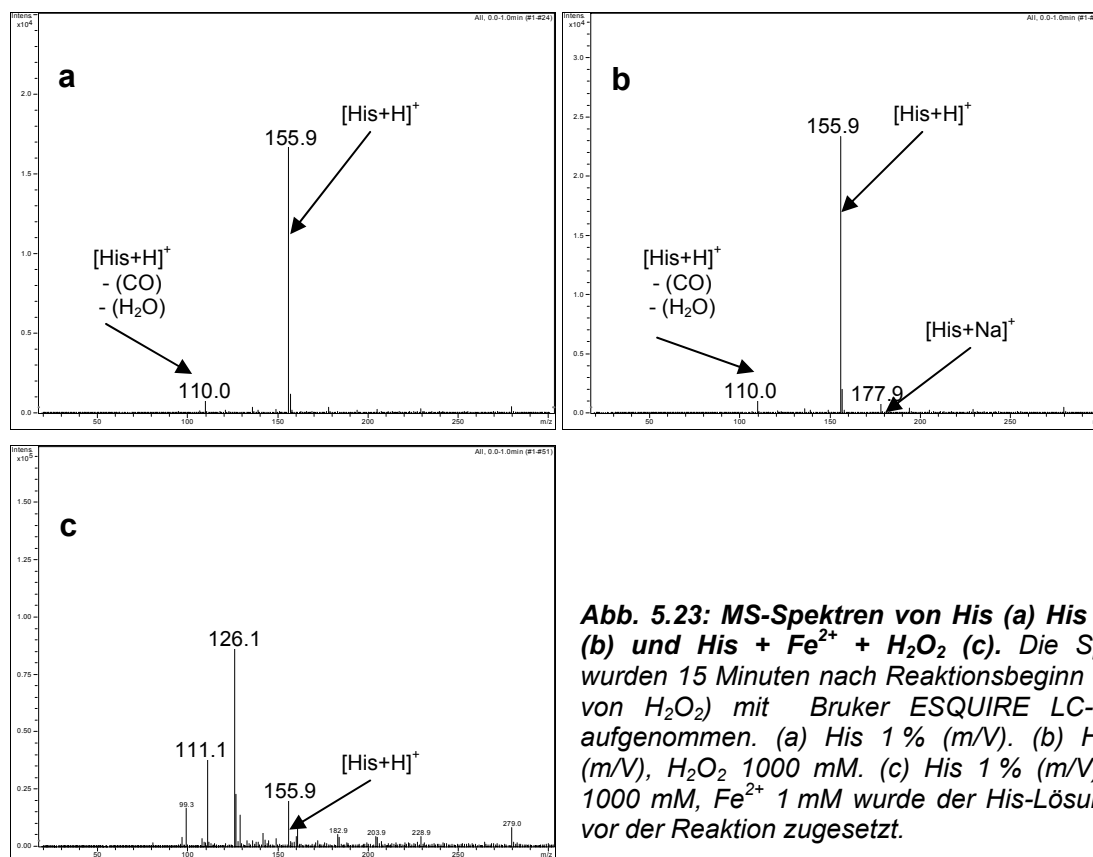 Intens.
x10⁴
All, 0.0-1.0min (#1-#24)
a
2.0
1.5
1.0
0.5
0.0
[His+H]⁺
155.9
[His+H]⁺
- (CO)
- (H₂O)
110.0
50 100 150 200 250 m/z
Intens.
x10⁴
All, 0.0-1.0min (#1-#
b
3.0
2.5
2.0
1.5
1.0
0.5
0.0
[His+H]⁺
155.9
[His+H]⁺
- (CO)
- (H₂O)
[His+Na]⁺
110.0
177.9
50 100 150 200 250
Intens.
x10⁵
All, 0.0-1.0min (#1-#51)
c
1.50
1.25
1.00
0.75
0.50
0.25
0.00
126.1
111.1
[His+H]⁺
155.9
99.3
182.9
203.9
228.9
279.0
50 100 150 200 250 m/z
Abb. 5.23: MS-Spektren von His (a) His
(b) und His + Fe²⁺ + H₂O₂ (c). Die
wurden 15 Minuten nach Reaktionsbeginn
von H₂O₂) mit Bruker ESQUIRE LC-
aufgenommen. (a) His 1 % (m/V). (b)
(m/V), H₂O₂ 1000 mM. (c) His 1 % (m/V)
1000 mM, Fe²⁺ 1 mM wurde der
vor der Reaktion zugesetzt.